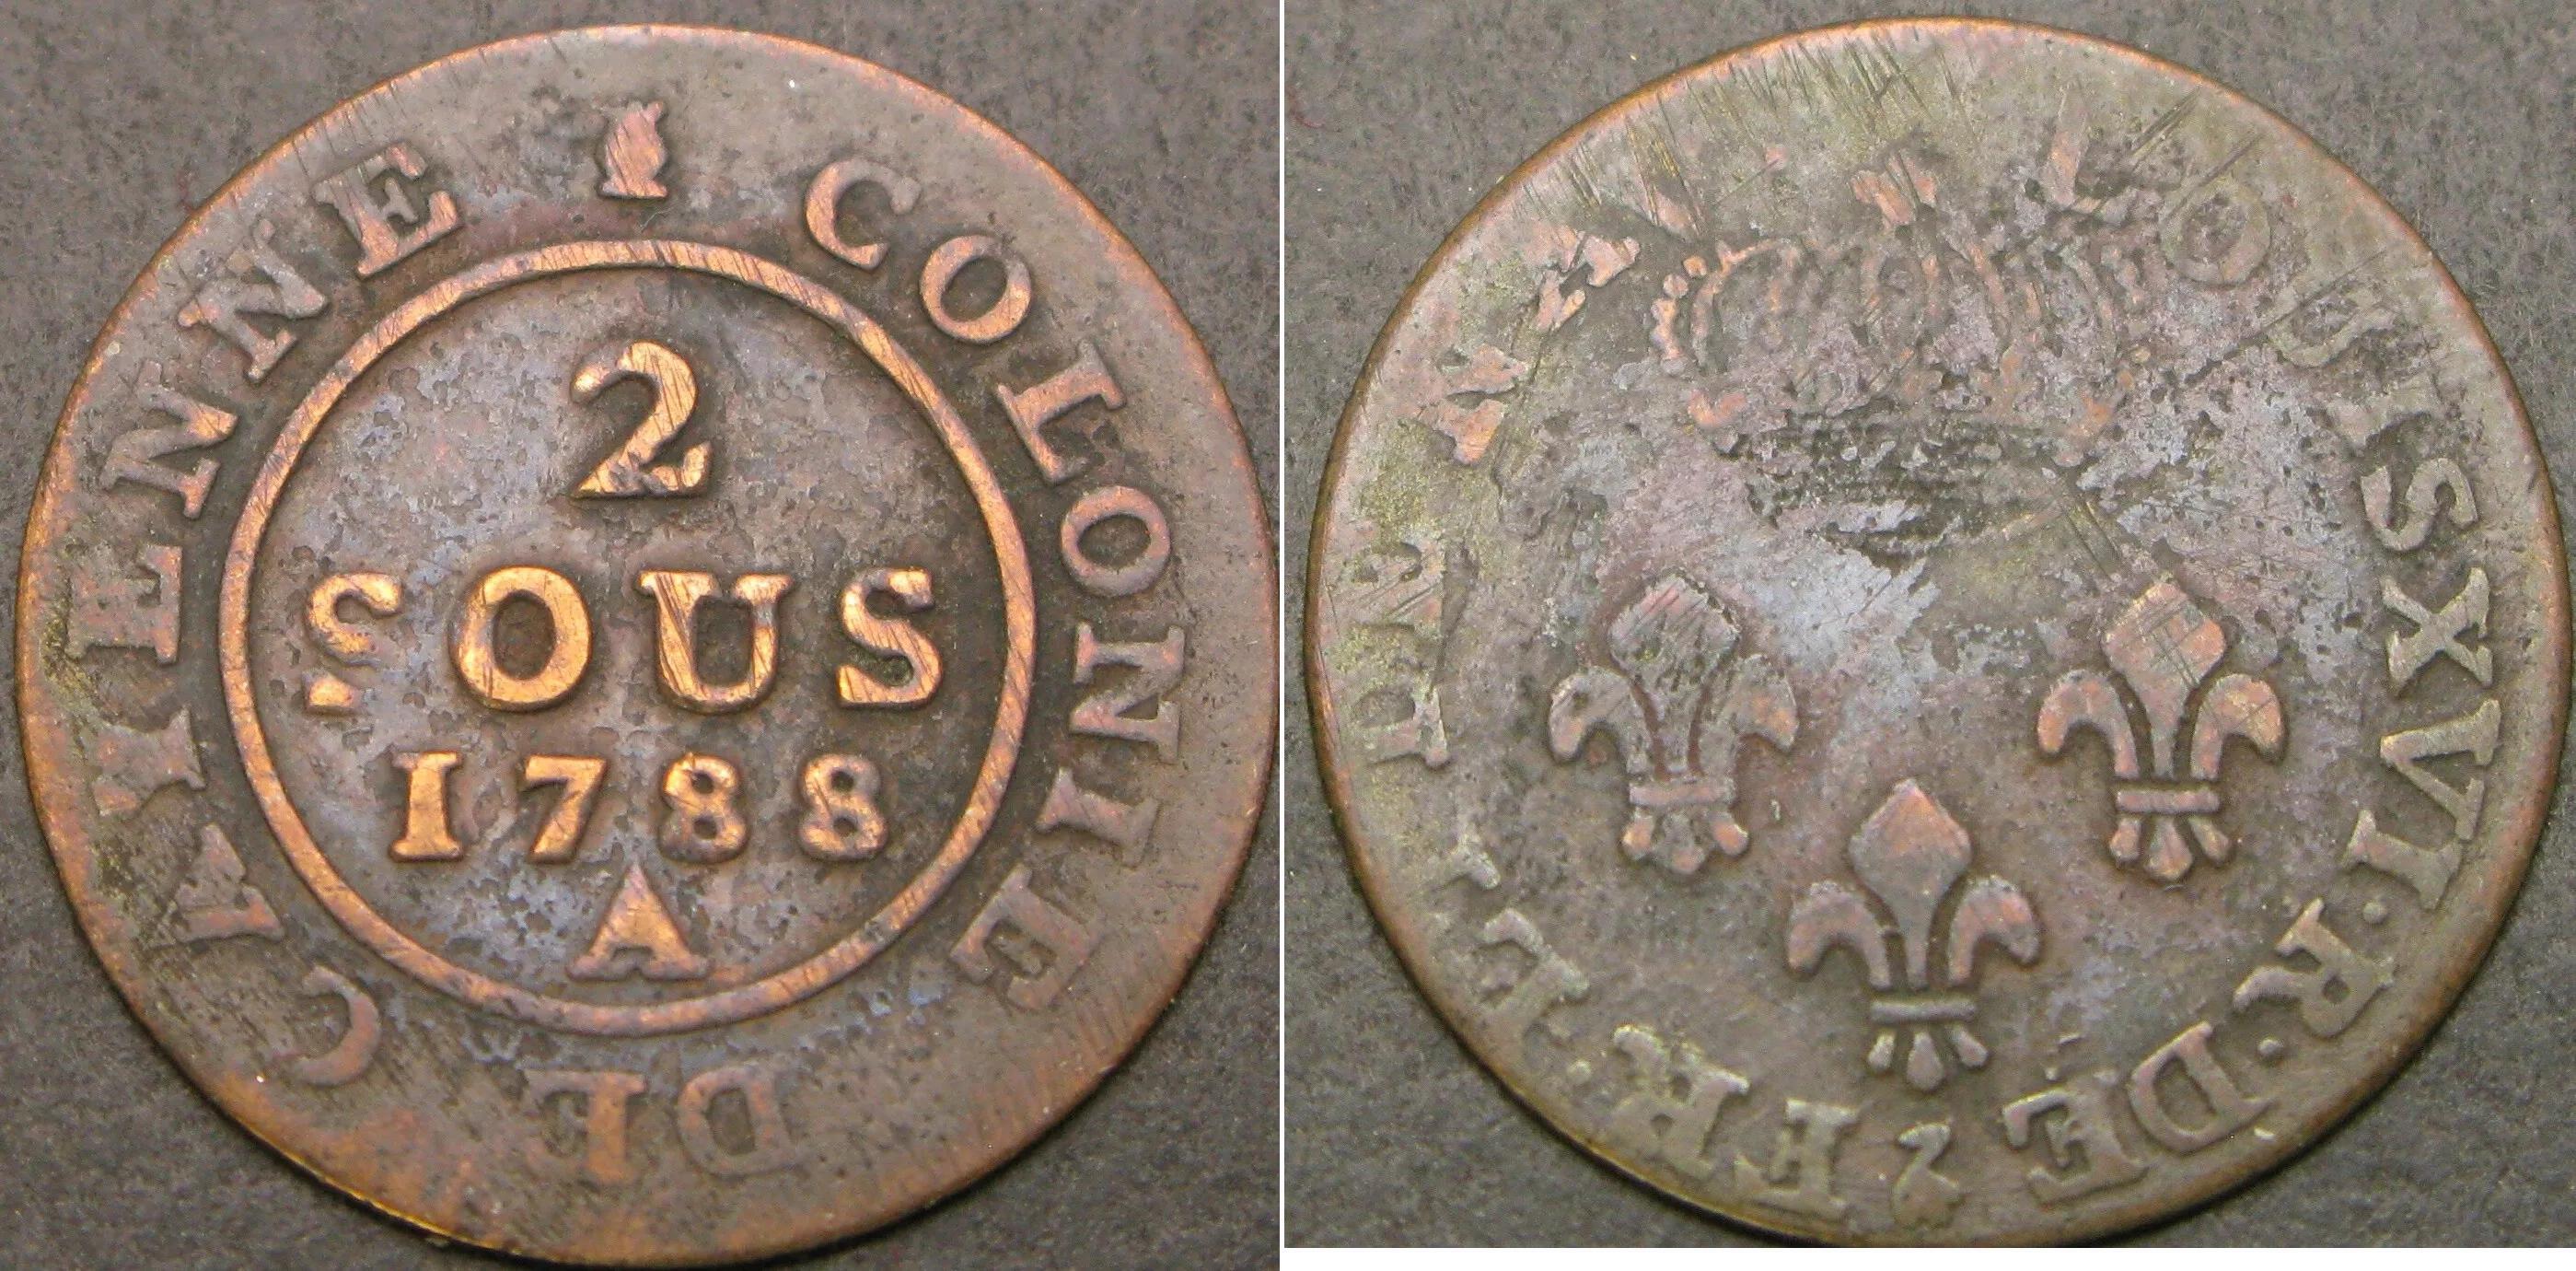 COLONIE DE CAYENNE
2
SOUS
1788
A
LOUIS XVI·R·DE FR·ET DE NAV